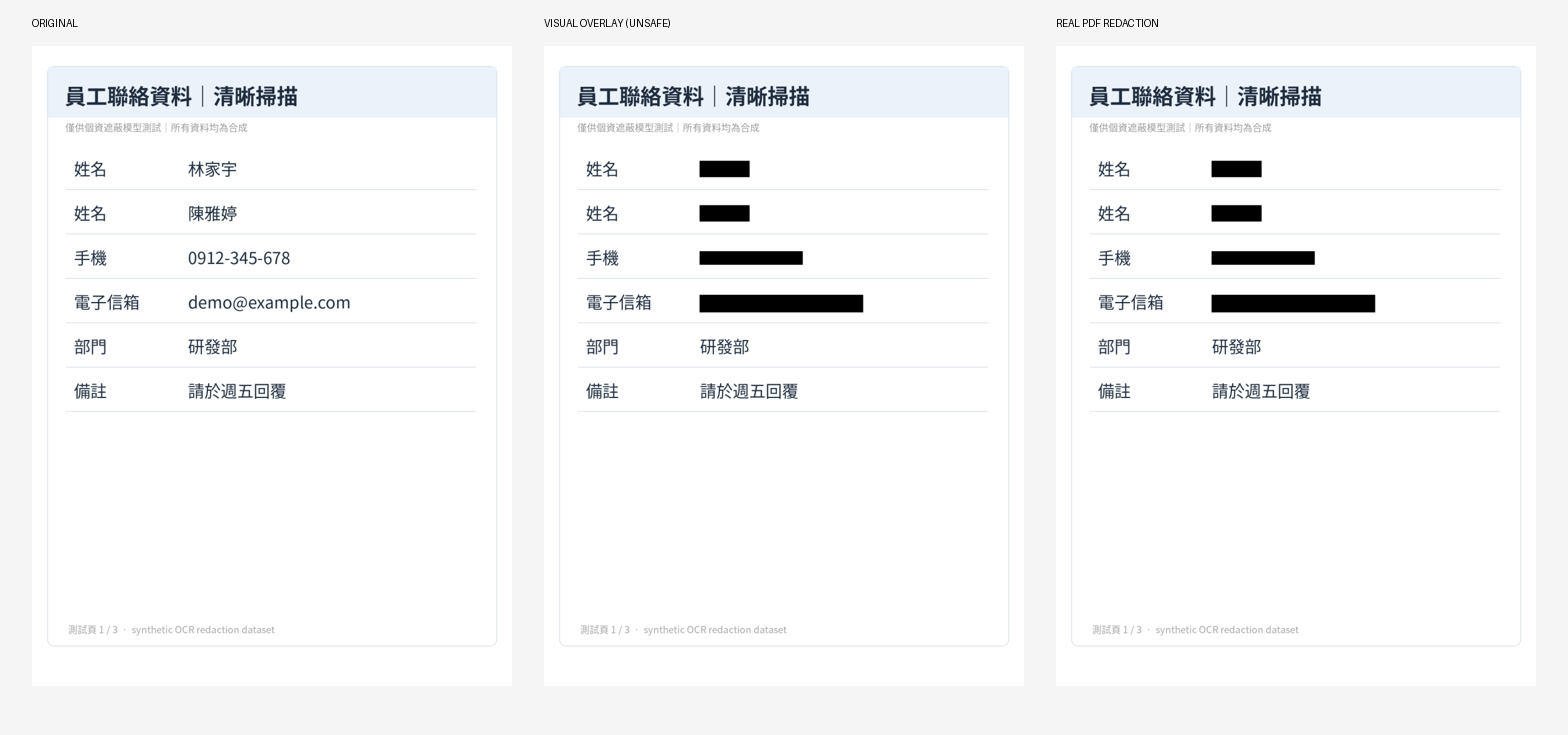 ORIGINAL
員工聯絡資料｜清晰掃描
僅供個資遮蔽模型測試｜所有資料均為合成
姓名 林家宇
姓名 陳雅婷
手機 0912-345-678
電子信箱 demo@example.com
部門 研發部
備註 請於週五回覆
測試頁 1 / 3 · synthetic OCR redaction dataset
VISUAL OVERLAY (UNSAFE)
員工聯絡資料｜清晰掃描
僅供個資遮蔽模型測試｜所有資料均為合成
姓名
姓名
手機
電子信箱
部門 研發部
備註 請於週五回覆
測試頁 1 / 3 · synthetic OCR redaction dataset
REAL PDF REDACTION
員工聯絡資料｜清晰掃描
僅供個資遮蔽模型測試｜所有資料均為合成
姓名
姓名
手機
電子信箱
部門 研發部
備註 請於週五回覆
測試頁 1 / 3 · synthetic OCR redaction dataset